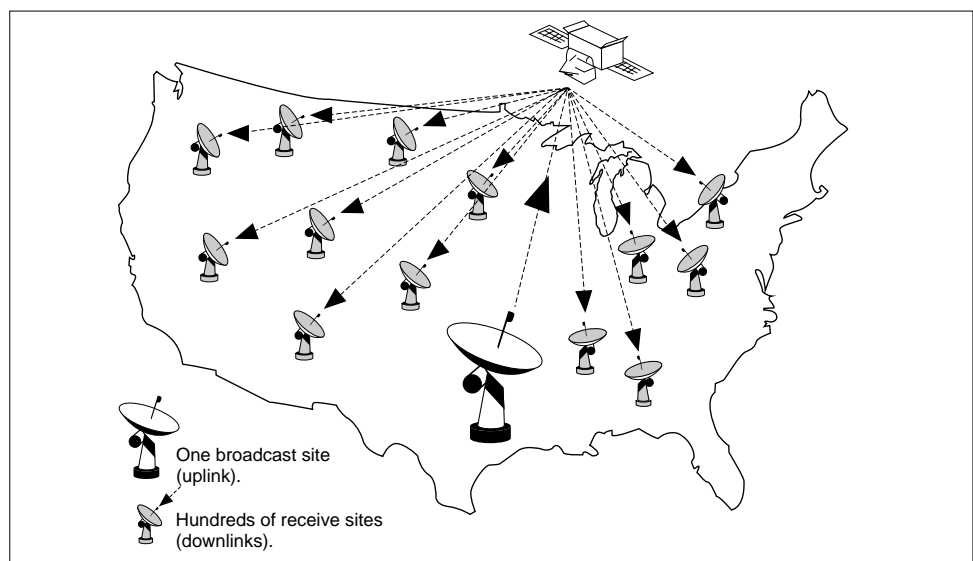 One broadcast site
(uplink).
Hundreds of receive sites
(downlinks).